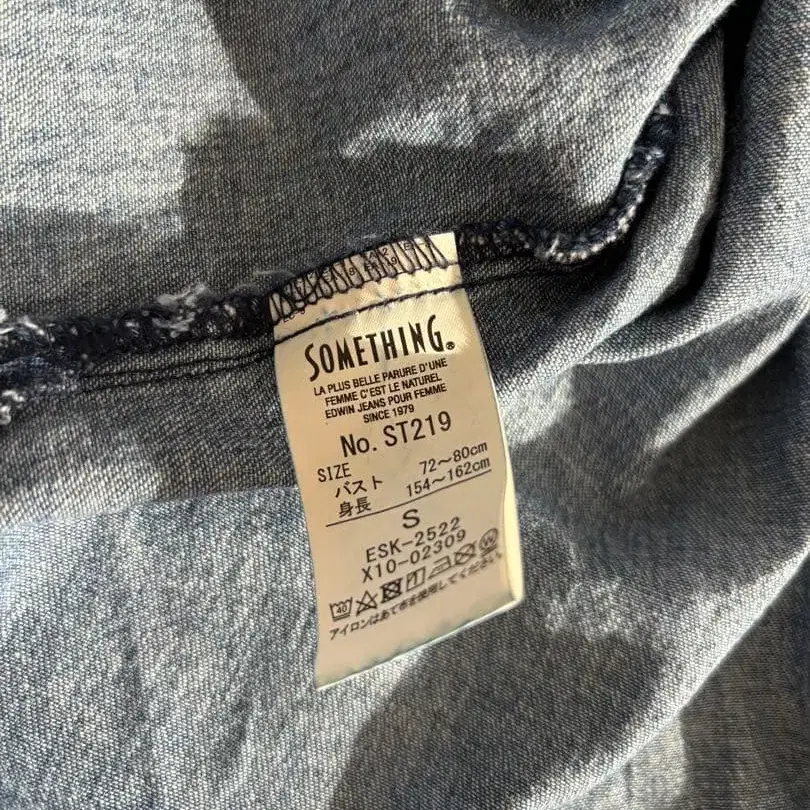 SOMETHING®
LA PLUS BELLE PARURE D'UNE
FEMME C'EST LE NATUREL
EDWIN JEANS POUR FEMME
SINCE 1979
No. ST219
SIZE
バスト 72～80cm
身長 154～162cm
S
ESK-2522
X10-02309
40 W
アイロンはあて布を使用してください。